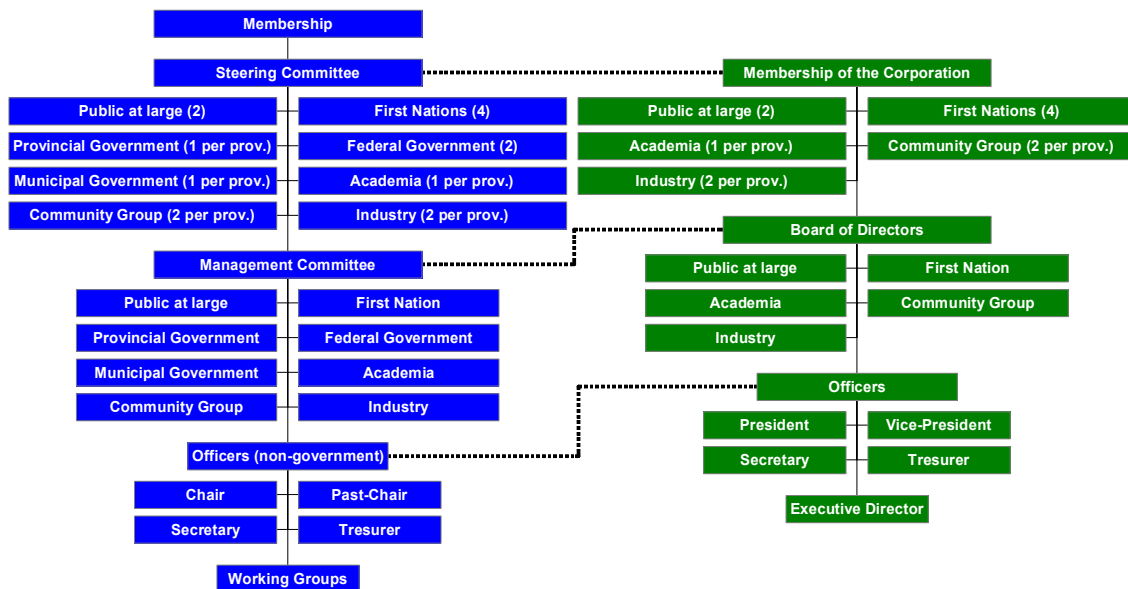 Membership
Steering Committee
Public at large (2)
First Nations (4)
Provincial Government (1 per prov.)
Federal Government (2)
Municipal Government (1 per prov.)
Academia (1 per prov.)
Community Group (2 per prov.)
Industry (2 per prov.)
Management Committee
Public at large
First Nation
Provincial Government
Federal Government
Municipal Government
Academia
Community Group
Industry
Officers (non-government)
Chair
Past-Chair
Secretary
Tresurer
Working Groups
Membership of the Corporation
Public at large (2)
First Nations (4)
Academia (1 per prov.)
Community Group (2 per prov.)
Industry (2 per prov.)
Board of Directors
Public at large
First Nation
Academia
Community Group
Industry
Officers
President
Vice-President
Secretary
Tresurer
Executive Director